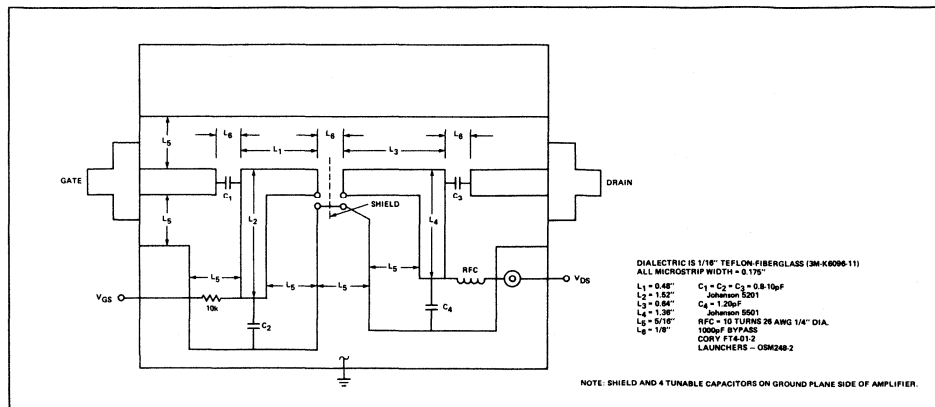 L6
L6
L6
L5
L1
L3
GATE
DRAIN
C1
C3
SHIELD
L5
L2
L4
L5
L5
L5
L5
RFC
VGS
VDS
10k
C2
C4
DIALECTRIC IS 1/16" TEFLON-FIBERGLASS (3M-K6098-11)
ALL MICROSTRIP WIDTH = 0.175"
L1 = 0.48" C1 = C2 = C3 = 0.8-10pF
L2 = 1.52" Johanson 5201
L3 = 0.64" C4 = 1.20pF
L4 = 1.36" Johanson 5501
L5 = 5/16" RFC = 10 TURNS 26 AWG 1/4" DIA.
L6 = 1/8" 1000pF BYPASS
CORY FT4-01-2
LAUNCHERS – OSM248-2
NOTE: SHIELD AND 4 TUNABLE CAPACITORS ON GROUND PLANE SIDE OF AMPLIFIER.